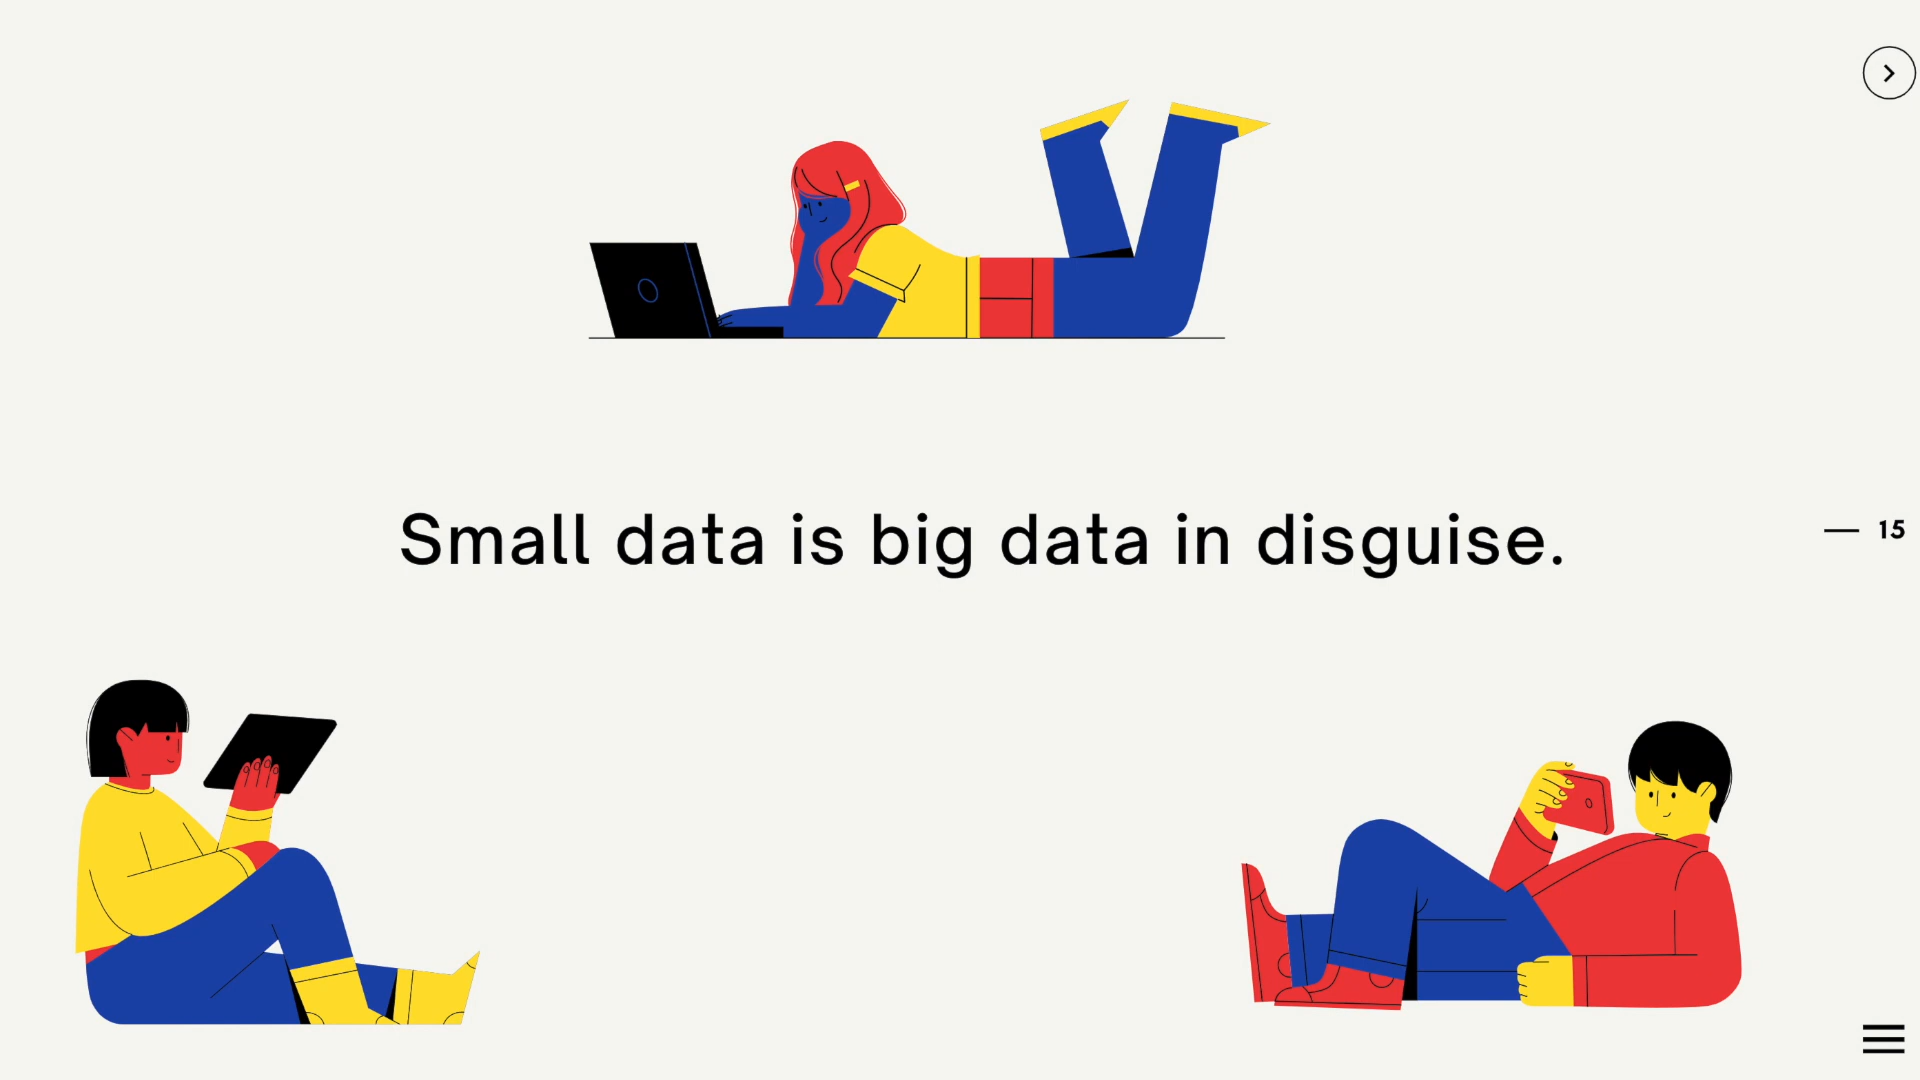 Small data is big data in disguise.
— 15